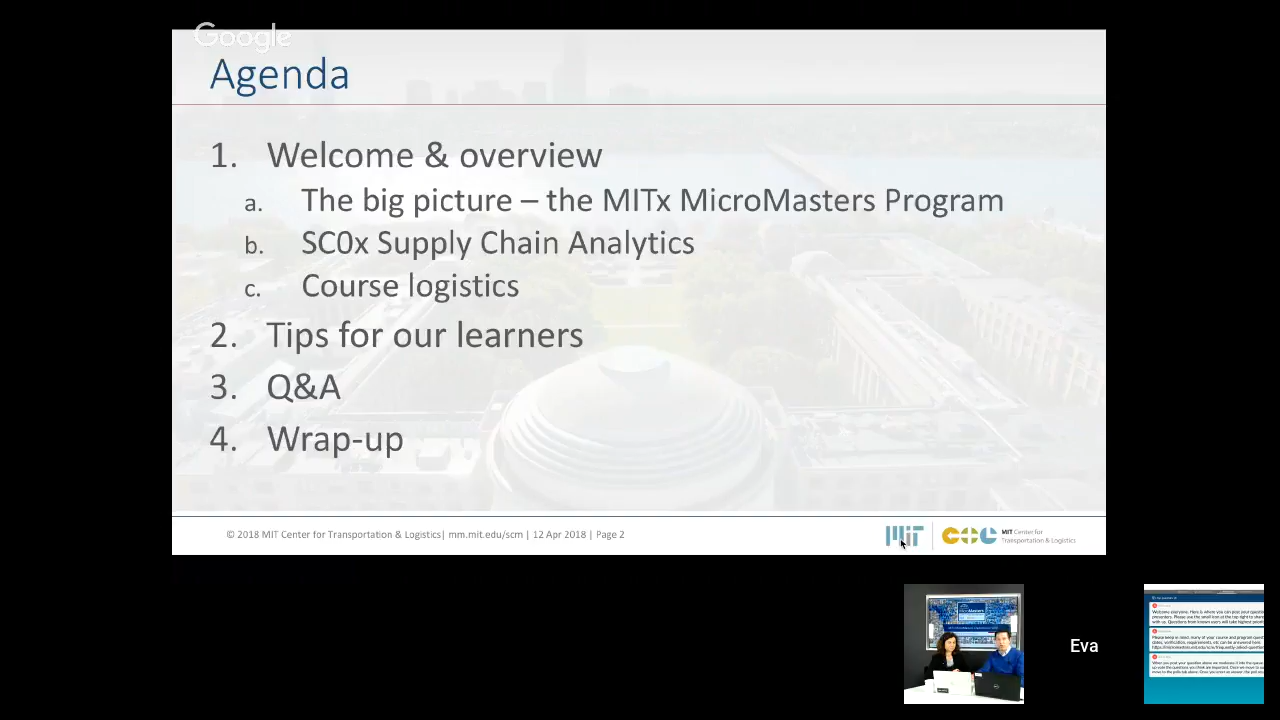 Google
Agenda
1. Welcome & overview
a. The big picture – the MITx MicroMasters Program
b. SC0x Supply Chain Analytics
c. Course logistics
2. Tips for our learners
3. Q&A
4. Wrap-up
© 2018 MIT Center for Transportation & Logistics| mm.mit.edu/scm | 12 Apr 2018 | Page 2
MIT
CTL
MIT Center for
Transportation & Logistics
Eva